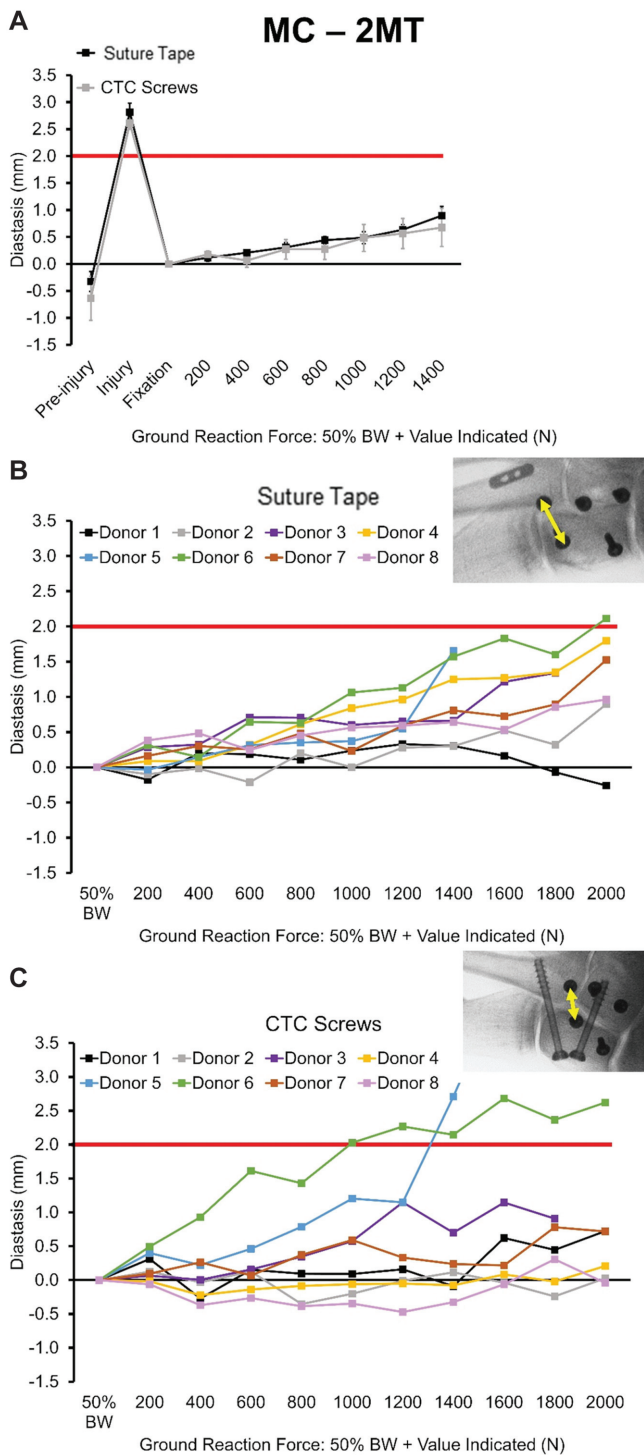 A
MC – 2MT
Suture Tape
CTC Screws
3.5
3.0
2.5
2.0
1.5
1.0
0.5
0.0
-0.5
-1.0
-1.5
Diastasis (mm)
Pre-injury Injury Fixation 200 400 600 800 1000 1200 1400
Ground Reaction Force: 50% BW + Value Indicated (N)
B
Suture Tape
Donor 1 Donor 2 Donor 3 Donor 4
Donor 5 Donor 6 Donor 7 Donor 8
3.5
3.0
2.5
2.0
1.5
1.0
0.5
0.0
-0.5
-1.0
-1.5
Diastasis (mm)
50% 200 400 600 800 1000 1200 1400 1600 1800 2000
BW
Ground Reaction Force: 50% BW + Value Indicated (N)
C
CTC Screws
Donor 1 Donor 2 Donor 3 Donor 4
Donor 5 Donor 6 Donor 7 Donor 8
3.5
3.0
2.5
2.0
1.5
1.0
0.5
0.0
-0.5
-1.0
-1.5
Diastasis (mm)
50% 200 400 600 800 1000 1200 1400 1600 1800 2000
BW
Ground Reaction Force: 50% BW + Value Indicated (N)